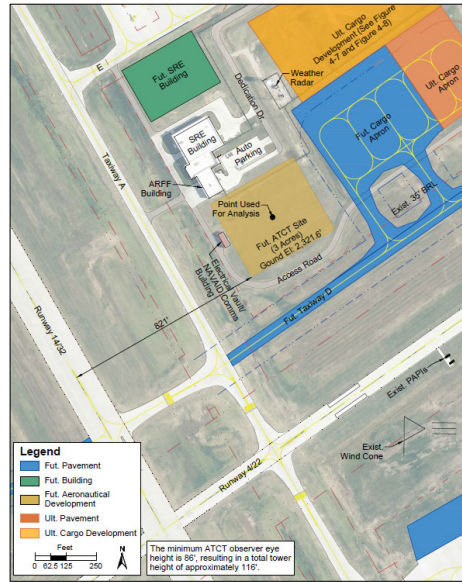 Ult. Cargo
Development (See Figure
4-7 and Figure 4-8)
Fut. SRE
Building
E
Weather
Radar
Dedication Dr
Ult. Cargo
Apron
Fut. Cargo
Apron
SRE
Building
Auto
Parking
Taxiway A
ARFF
Building
Point Used
For Analysis
Exist. 35' BRL
Fut. ATCT Site
(3 Acres)
Gound El: 2,321.6'
Electrical Vault/
NAVAID Comms
Building
Access Road
821'
Fut. Taxiway D
Runway 14/32
Exist. PAPIs
Exist.
Wind Cone
Runway 4/22
Legend
Fut. Pavement
Fut. Building
Fut. Aeronautical
Development
Ult. Pavement
Ult. Cargo Development
Feet
0 62.5 125 250
N
The minimum ATCT observer eye
height is 86', resulting in a total tower
height of approximately 116'.